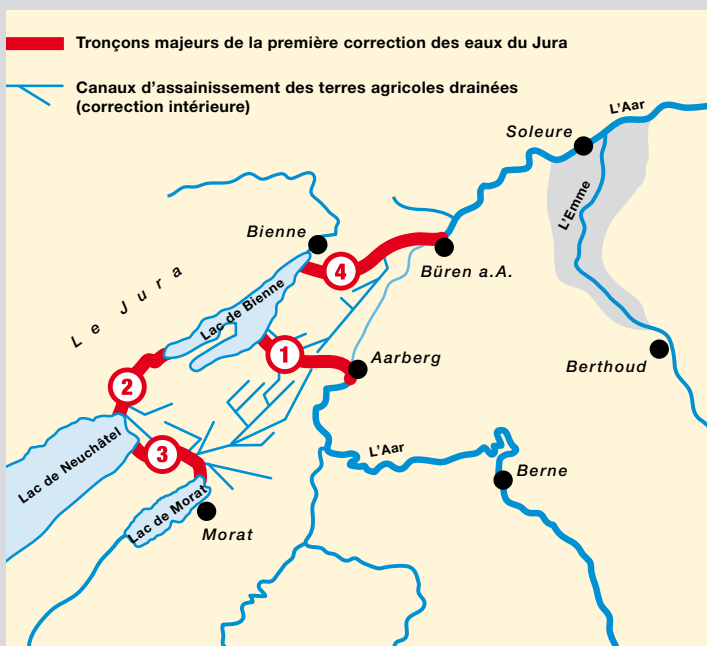 Tronçons majeurs de la première correction des eaux du Jura
Canaux d'assainissement des terres agricoles drainées
(correction intérieure)
L'Aar
Soleure
L'Emme
Bienne
4
Büren a.A.
Le Jura
Lac de Bienne
1
Aarberg
Berthoud
2
L'Aar
3
Lac de Neuchâtel
Berne
Lac de Morat
Morat